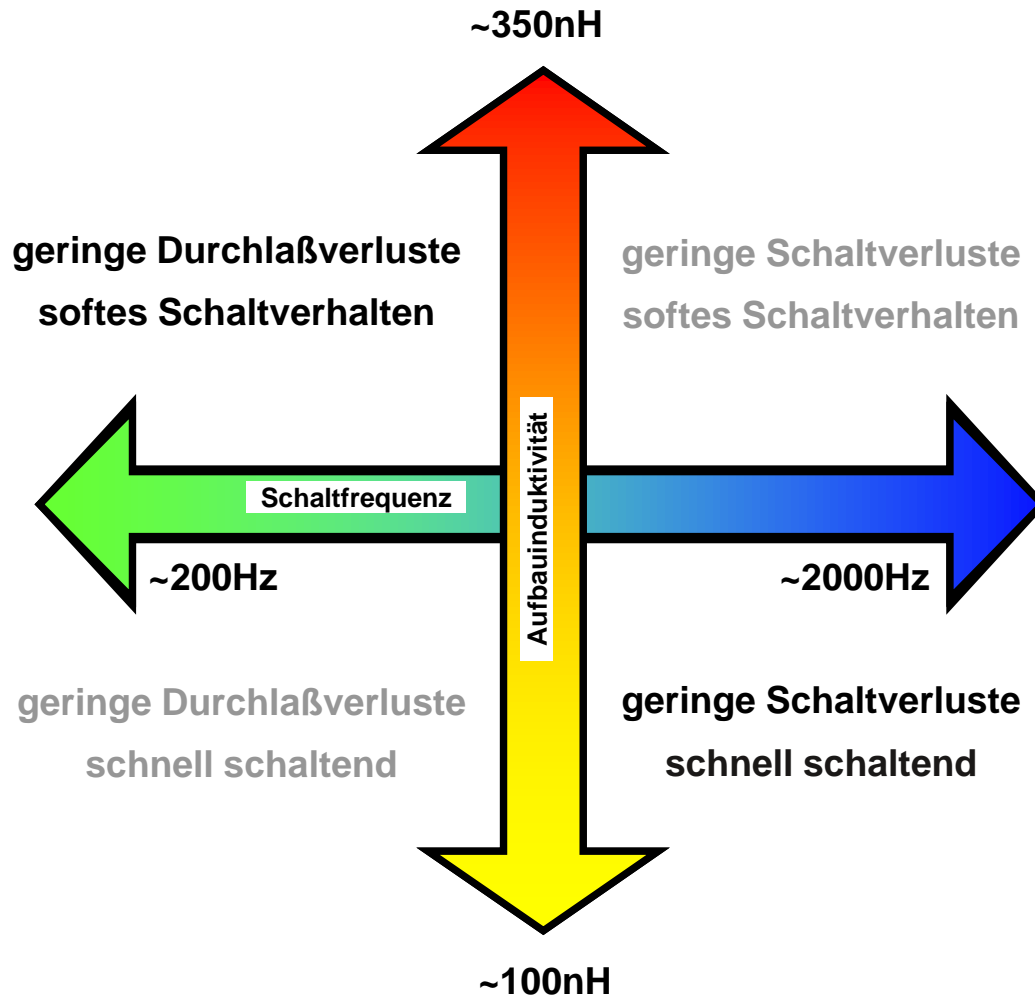 ~350nH
geringe Durchlaßverluste
softes Schaltverhalten
geringe Schaltverluste
softes Schaltverhalten
Aufbauinduktivität
Schaltfrequenz
~200Hz
~2000Hz
geringe Durchlaßverluste
schnell schaltend
geringe Schaltverluste
schnell schaltend
~100nH